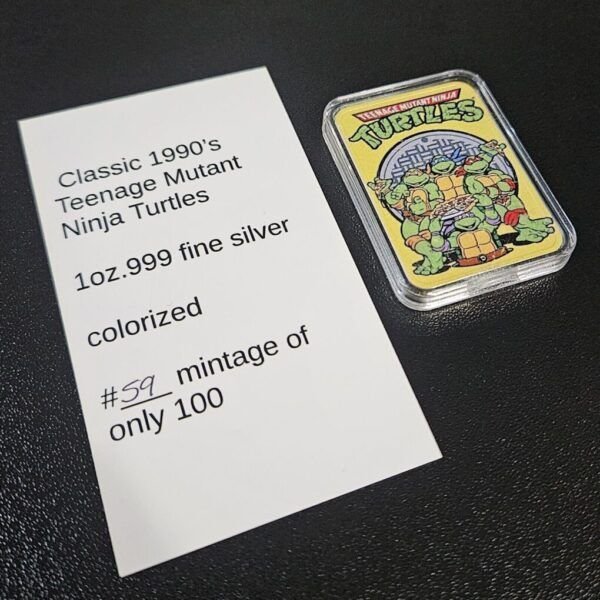 Classic 1990's
Teenage Mutant
Ninja Turtles
1oz.999 fine silver
colorized
#59 mintage of
only 100
TEENAGE MUTANT NINJA
TURTLES